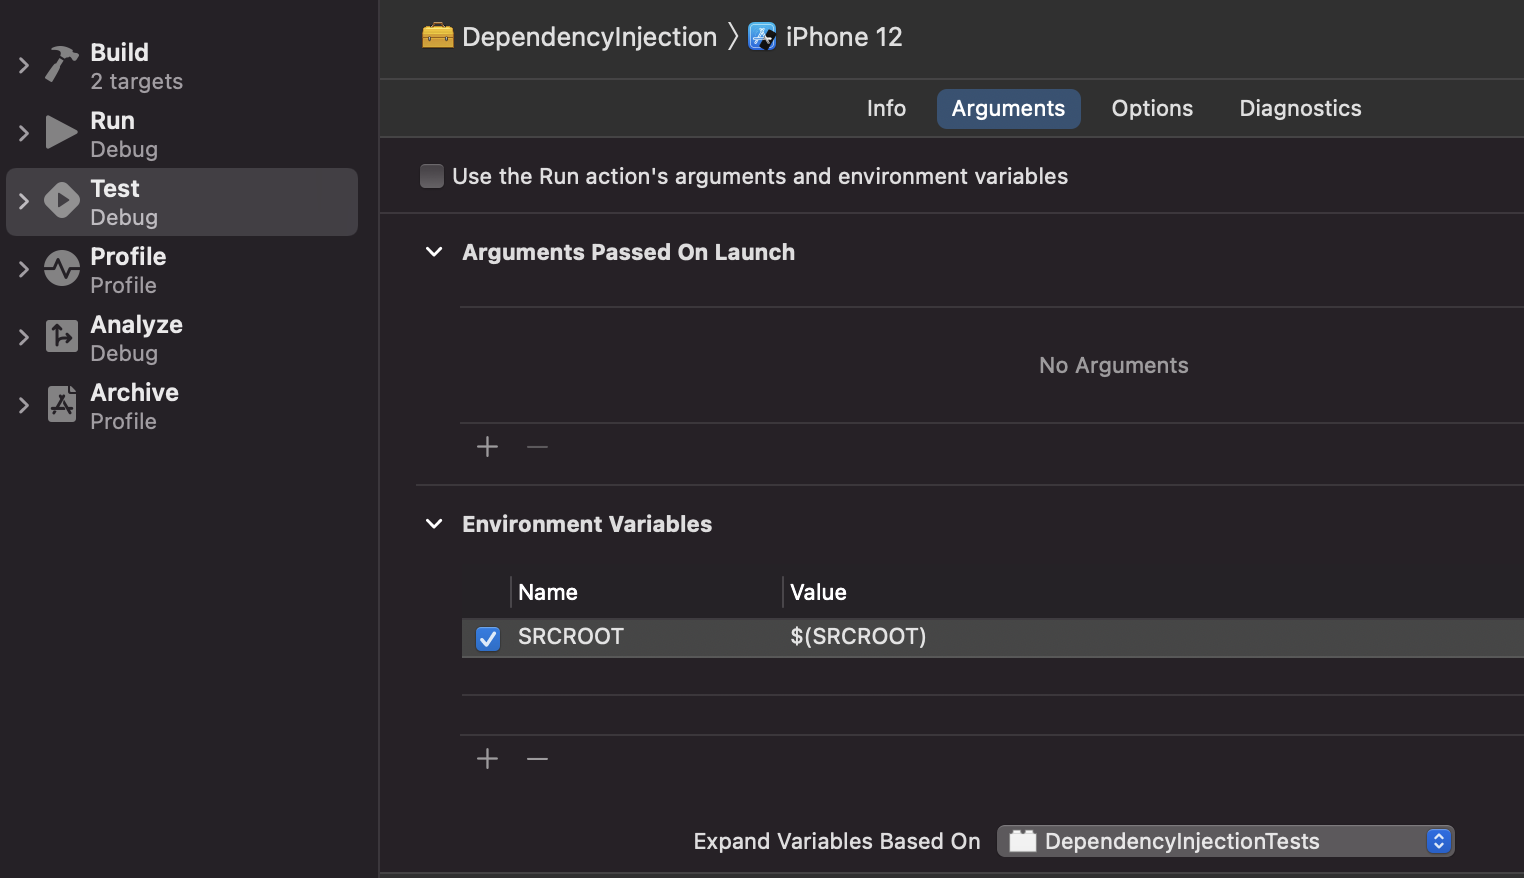 Build
2 targets
Run
Debug
Test
Debug
Profile
Profile
Analyze
Debug
Archive
Profile
DependencyInjection 〉 iPhone 12
Info Arguments Options Diagnostics
Use the Run action's arguments and environment variables
Arguments Passed On Launch
No Arguments
Environment Variables
Name Value
SRCROOT $(SRCROOT)
Expand Variables Based On DependencyInjectionTests